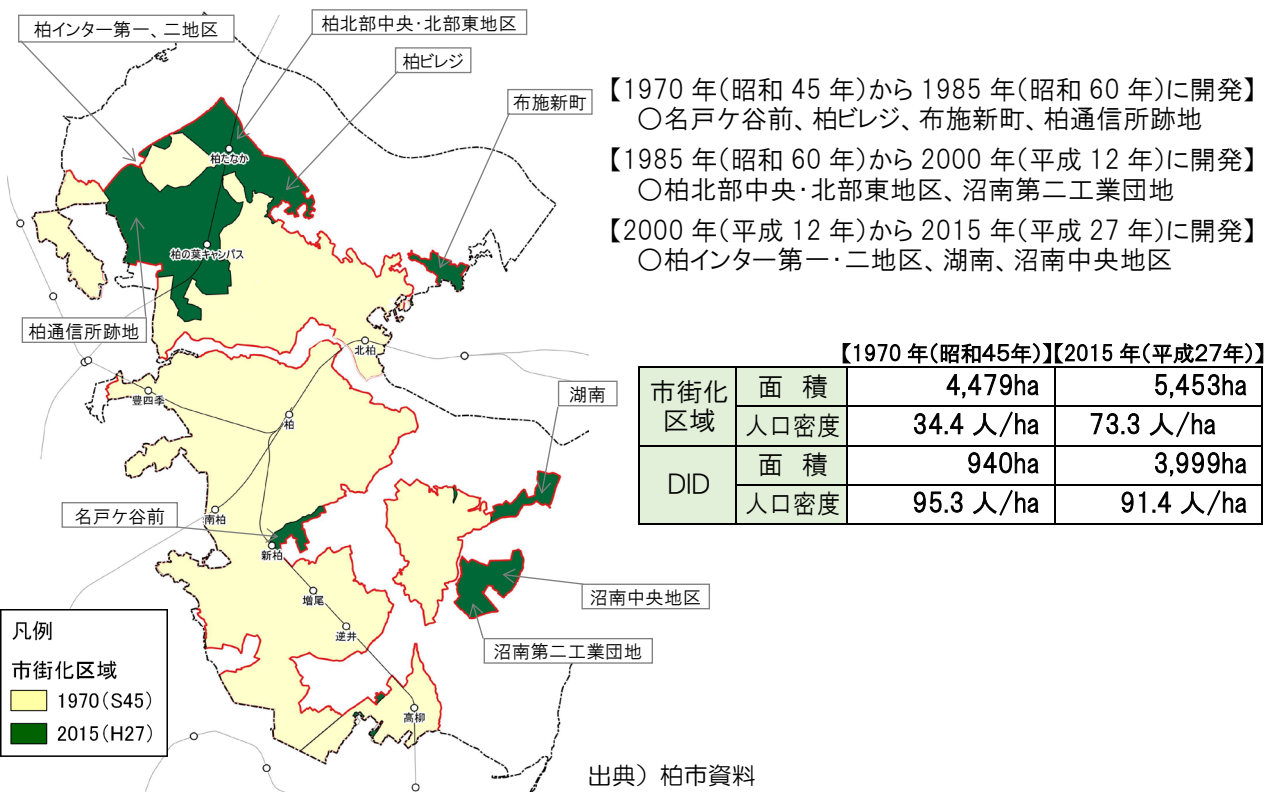 柏インター第一、二地区
柏北部中央・北部東地区
柏ビレジ
布施新町
柏たなか
柏の葉キャンパス
柏通信所跡地
北柏
豊四季
柏
湖南
南柏
名戸ケ谷前
新柏
増尾
逆井
沼南中央地区
沼南第二工業団地
高柳
凡例
市街化区域
1970(S45)
2015(H27)
【1970 年(昭和 45 年)から 1985 年(昭和 60 年)に開発】
〇名戸ケ谷前、柏ビレジ、布施新町、柏通信所跡地
【1985 年(昭和 60 年)から 2000 年(平成 12 年)に開発】
〇柏北部中央・北部東地区、沼南第二工業団地
【2000 年(平成 12 年)から 2015 年(平成 27 年)に開発】
〇柏インター第一・二地区、湖南、沼南中央地区
【1970 年(昭和45年)】【2015 年(平成27年)】
市街化区域 面 積 4,479ha 5,453ha
人口密度 34.4 人/ha 73.3 人/ha
DID 面 積 940ha 3,999ha
人口密度 95.3 人/ha 91.4 人/ha
出典）柏市資料